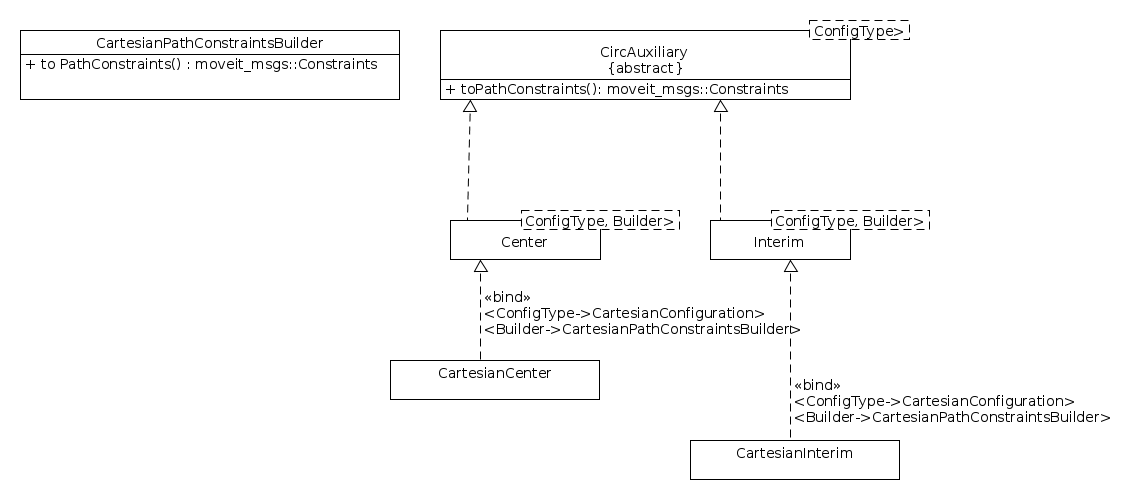 CartesianPathConstraintsBuilder
+ to PathConstraints() : moveit_msgs::Constraints
ConfigType>
CircAuxiliary
{abstract}
+ toPathConstraints(): moveit_msgs::Constraints
ConfigType, Builder>
Center
ConfigType, Builder>
Interim
«bind»
<ConfigType->CartesianConfiguration>
<Builder->CartesianPathConstraintsBuilder>
CartesianCenter
«bind»
<ConfigType->CartesianConfiguration>
<Builder->CartesianPathConstraintsBuilder>
CartesianInterim